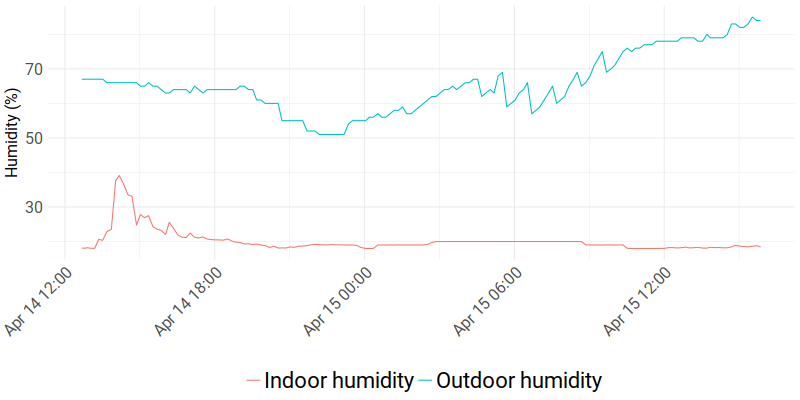 Humidity (%)
70
50
30
Apr 14 12:00
Apr 14 18:00
Apr 15 00:00
Apr 15 06:00
Apr 15 12:00
Indoor humidity
Outdoor humidity